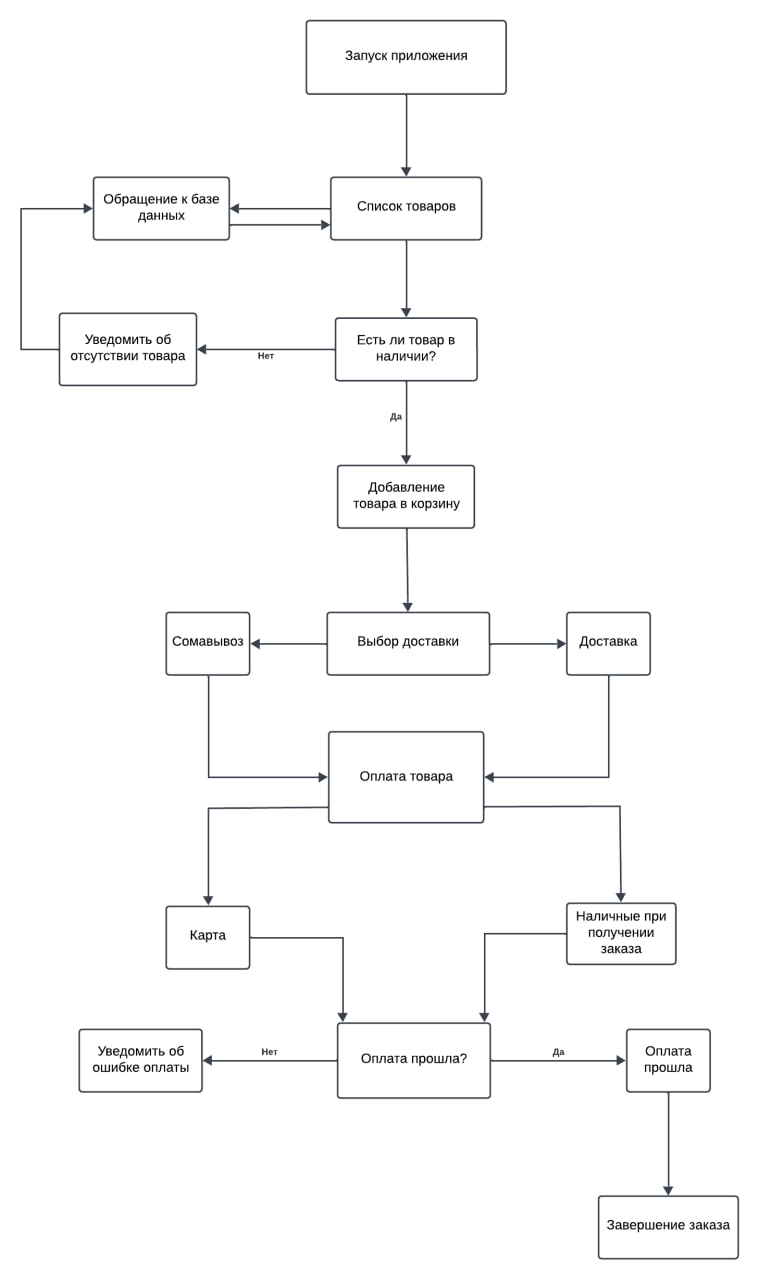 Запуск приложения
Обращение к базе
данных
Список товаров
Уведомить об
отсутствии товара
Нет
Есть ли товар в
наличии?
Да
Добавление
товара в корзину
Сомавывоз
Выбор доставки
Доставка
Оплата товара
Карта
Наличные при
получении
заказа
Уведомить об
ошибке оплаты
Нет
Оплата прошла?
Да
Оплата
прошла
Завершение заказа